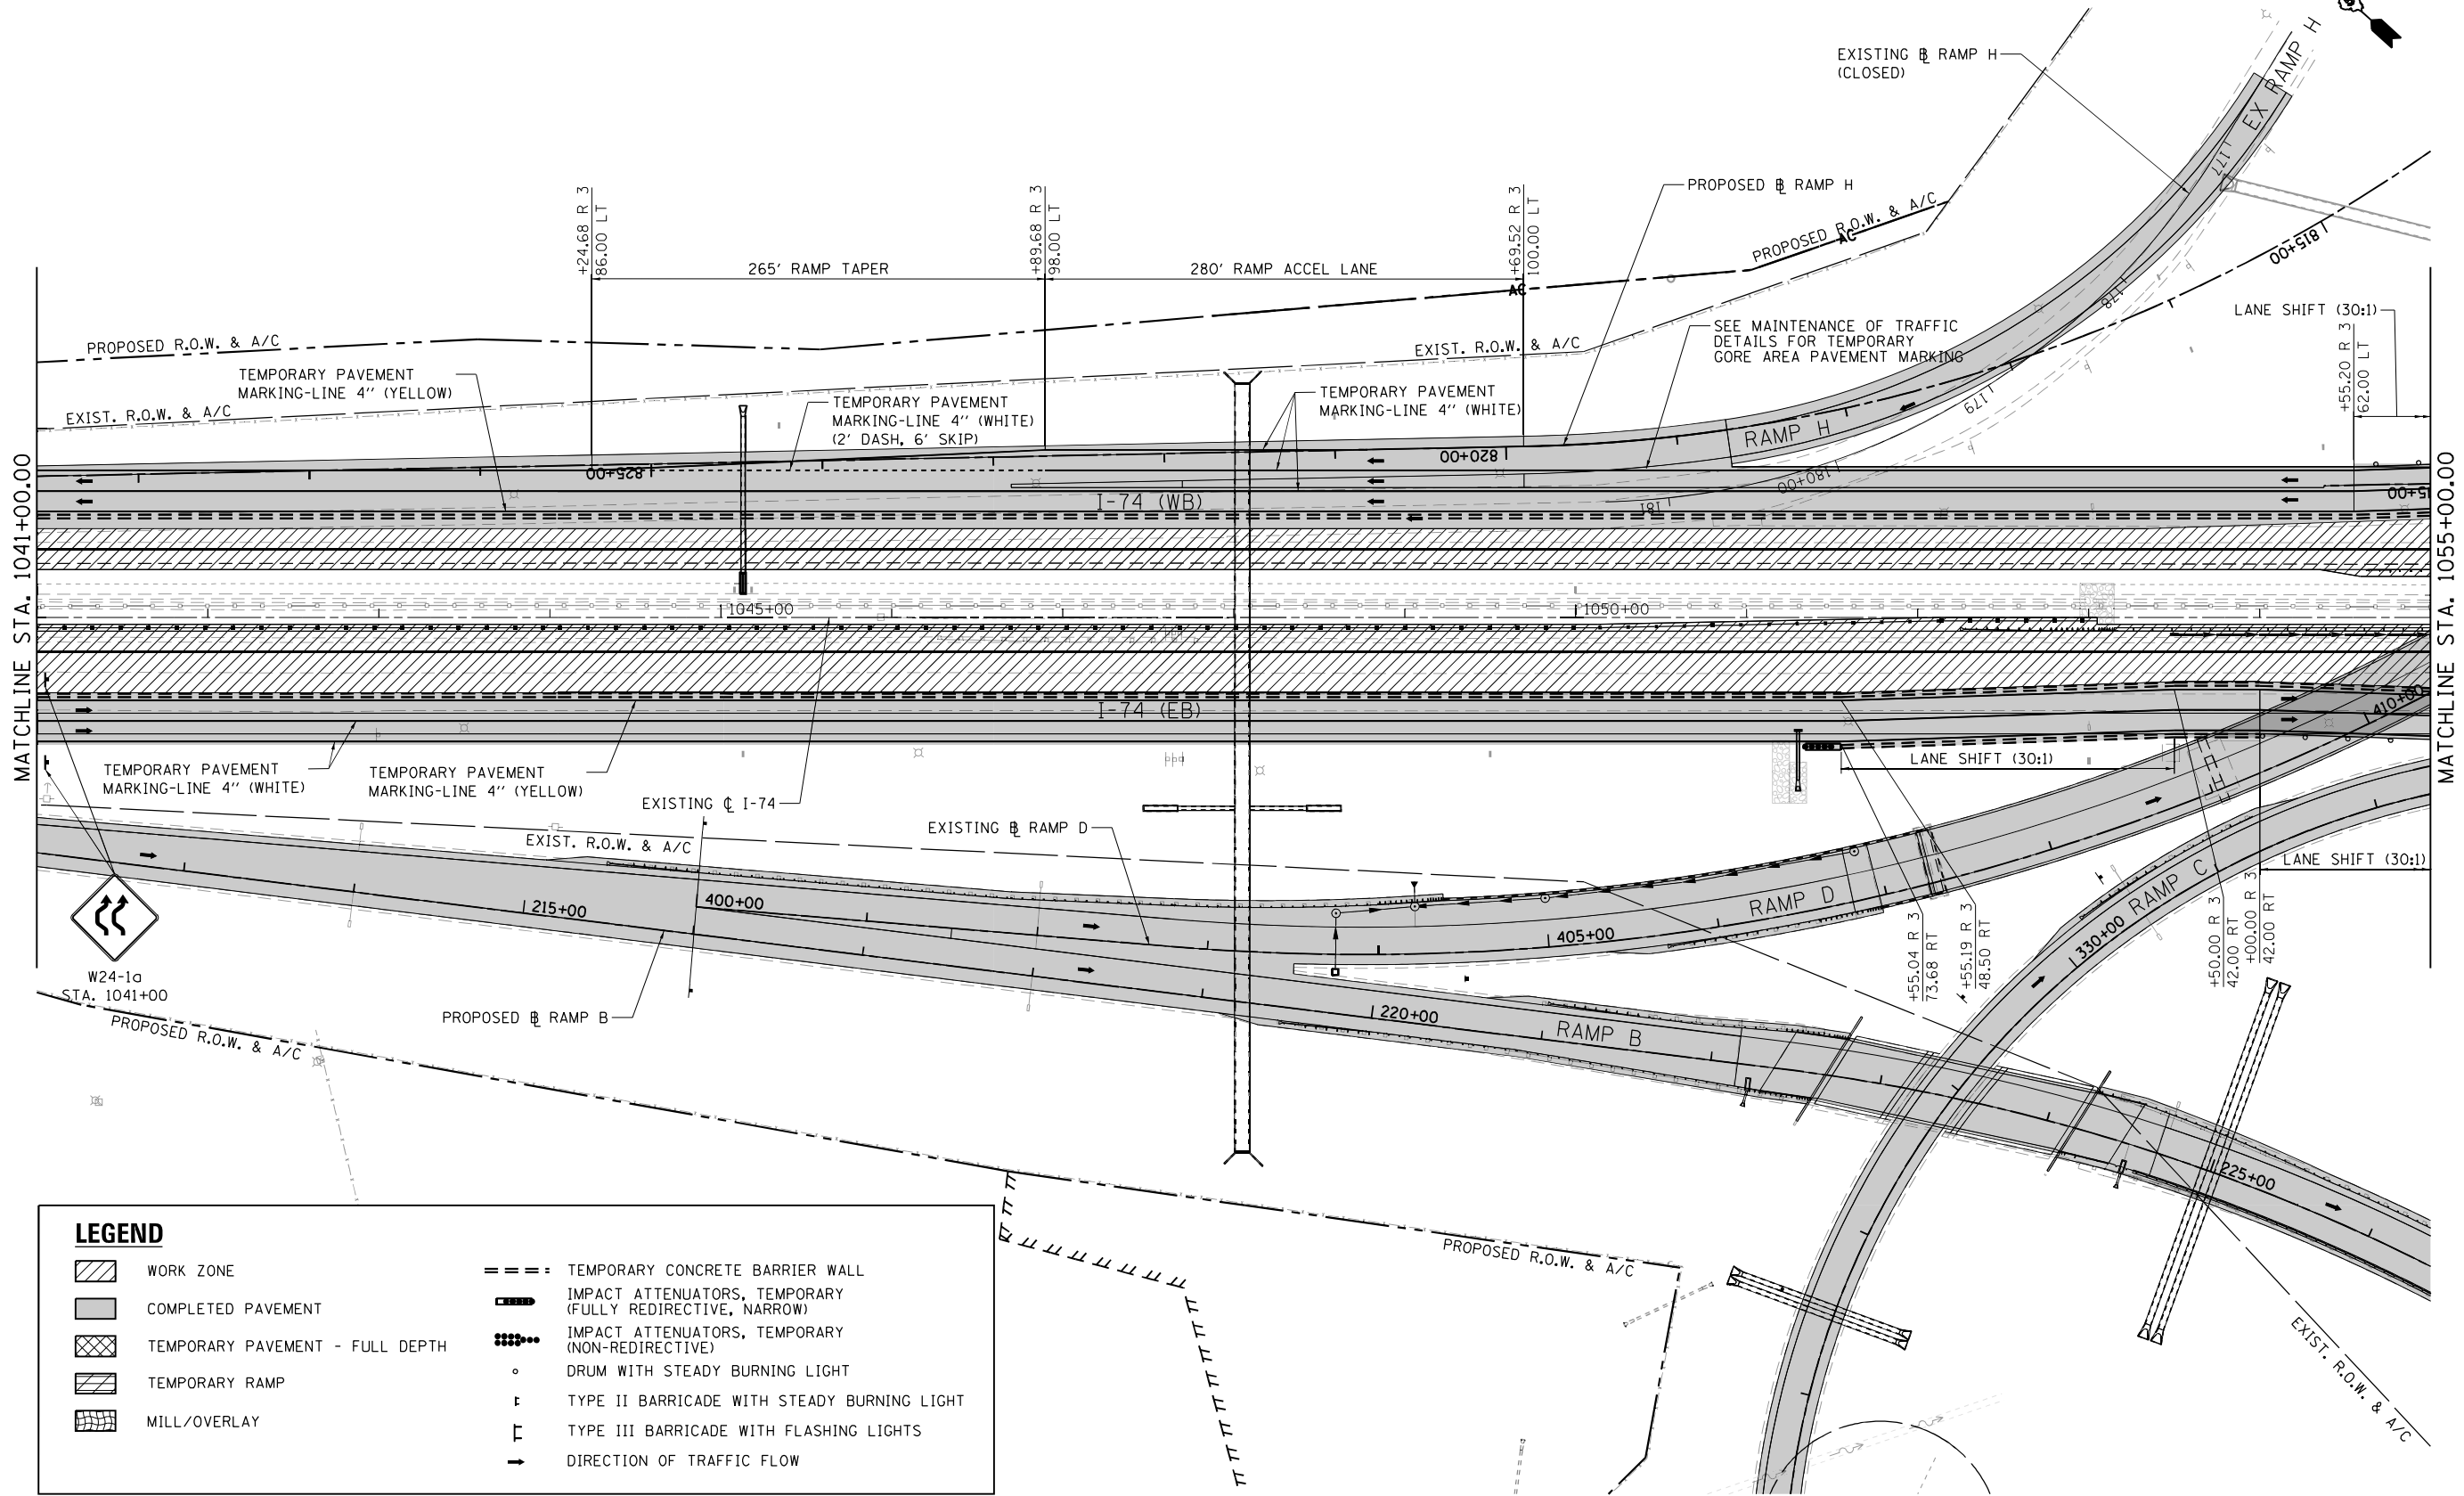 EXISTING ℄ RAMP H
(CLOSED)
EX RAMP H
PROPOSED ℄ RAMP H
PROPOSED R.O.W. & A/C
AC
177
815+00
+24.68 R 3
86.00 LT
+89.68 R 3
98.00 LT
+69.52 R 3
100.00 LT
265' RAMP TAPER
280' RAMP ACCEL LANE
AC
178
LANE SHIFT (30:1)
+55.20 R 3
62.00 LT
SEE MAINTENANCE OF TRAFFIC
DETAILS FOR TEMPORARY
GORE AREA PAVEMENT MARKING
PROPOSED R.O.W. & A/C
EXIST. R.O.W. & A/C
TEMPORARY PAVEMENT
MARKING-LINE 4" (YELLOW)
EXIST. R.O.W. & A/C
TEMPORARY PAVEMENT
MARKING-LINE 4" (WHITE)
(2' DASH, 6' SKIP)
TEMPORARY PAVEMENT
MARKING-LINE 4" (WHITE)
179
RAMP H
820+00
825+00
180+00
181
I-74 (WB)
MATCHLINE STA. 1041+00.00
MATCHLINE STA. 1055+00.00
1045+00
1050+00
I-74 (EB)
410+00
LANE SHIFT (30:1)
TEMPORARY PAVEMENT
MARKING-LINE 4" (WHITE)
TEMPORARY PAVEMENT
MARKING-LINE 4" (YELLOW)
EXISTING ℄ I-74
EXISTING ℄ RAMP D
EXIST. R.O.W. & A/C
LANE SHIFT (30:1)
215+00
400+00
405+00
RAMP D
RAMP C
330+00
+55.04 R 3
73.68 RT
+55.19 R 3
48.50 RT
+50.00 R 3
42.00 RT
+00.00 R 3
42.00 RT
W24-1a
STA. 1041+00
PROPOSED R.O.W. & A/C
PROPOSED ℄ RAMP B
220+00
RAMP B
225+00
PROPOSED R.O.W. & A/C
EXIST. R.O.W. & A/C
LEGEND
WORK ZONE
COMPLETED PAVEMENT
TEMPORARY PAVEMENT - FULL DEPTH
TEMPORARY RAMP
MILL/OVERLAY
TEMPORARY CONCRETE BARRIER WALL
IMPACT ATTENUATORS, TEMPORARY
(FULLY REDIRECTIVE, NARROW)
IMPACT ATTENUATORS, TEMPORARY
(NON-REDIRECTIVE)
DRUM WITH STEADY BURNING LIGHT
TYPE II BARRICADE WITH STEADY BURNING LIGHT
TYPE III BARRICADE WITH FLASHING LIGHTS
DIRECTION OF TRAFFIC FLOW